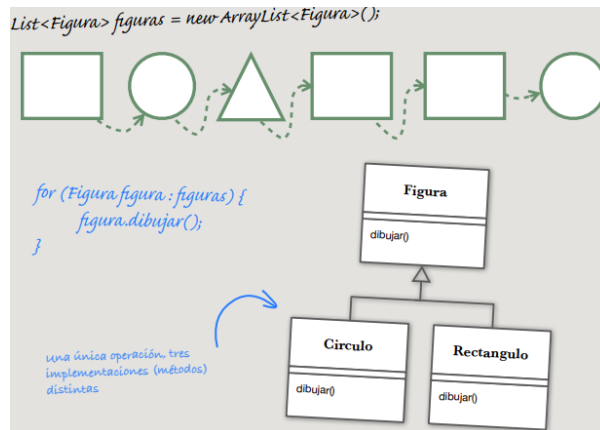 List<Figura> figuras = new ArrayList<Figura>();
for (Figura figura : figuras) {
figura.dibujar();
}
Figura
dibujar()
una única operación, tres
implementaciones (métodos)
distintas
Circulo
dibujar()
Rectangulo
dibujar()